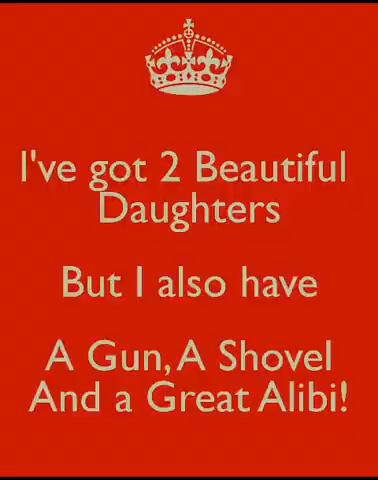 I've got 2 Beautiful
Daughters
But I also have
A Gun, A Shovel
And a Great Alibi!